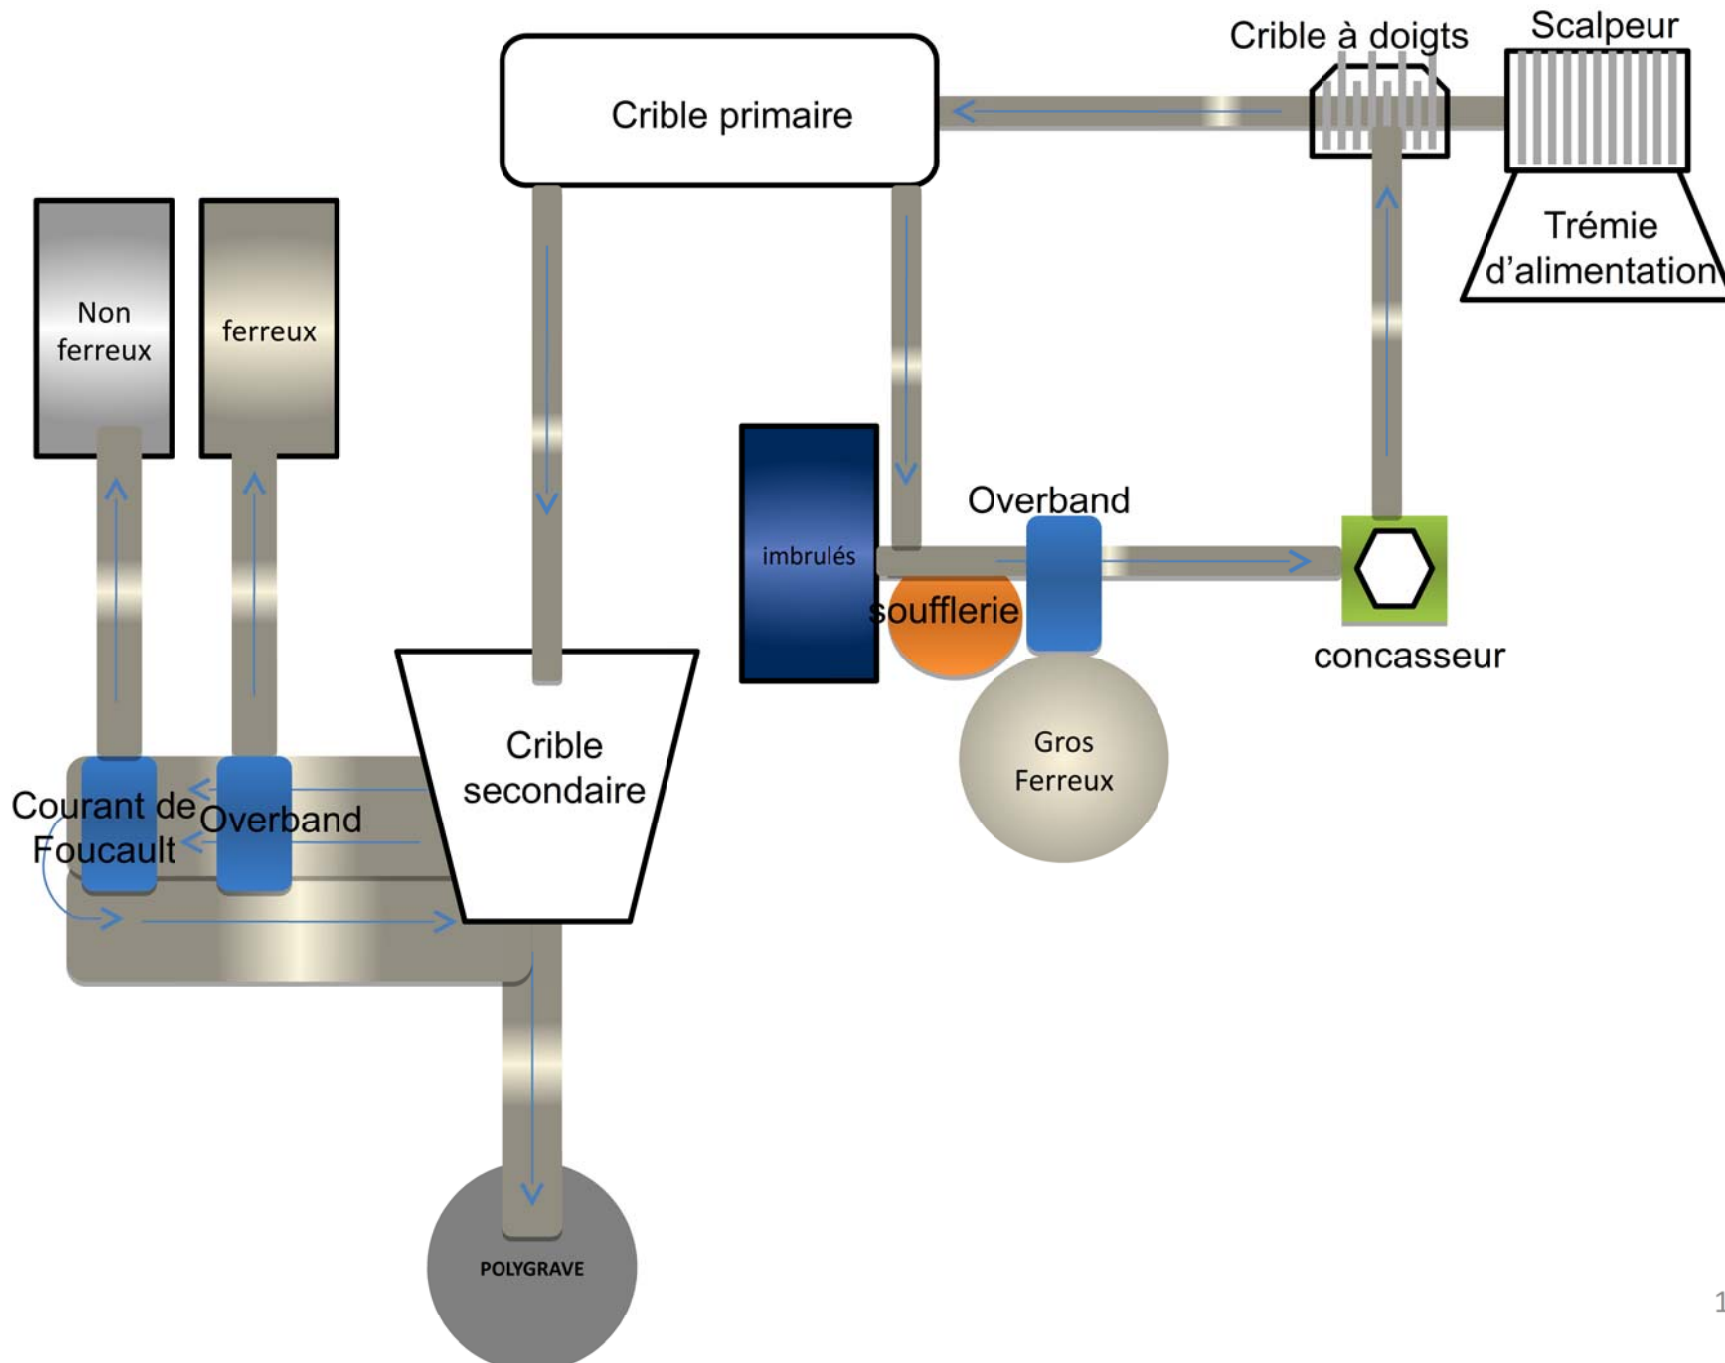 Scalpeur
Crible à doigts
Crible primaire
Trémie
d'alimentation
Non
ferreux
ferreux
Overband
imbrulés
soufflerie
concasseur
Gros
Ferreux
Crible
secondaire
Courant de
Foucault
Overband
POLYGRAVE
1